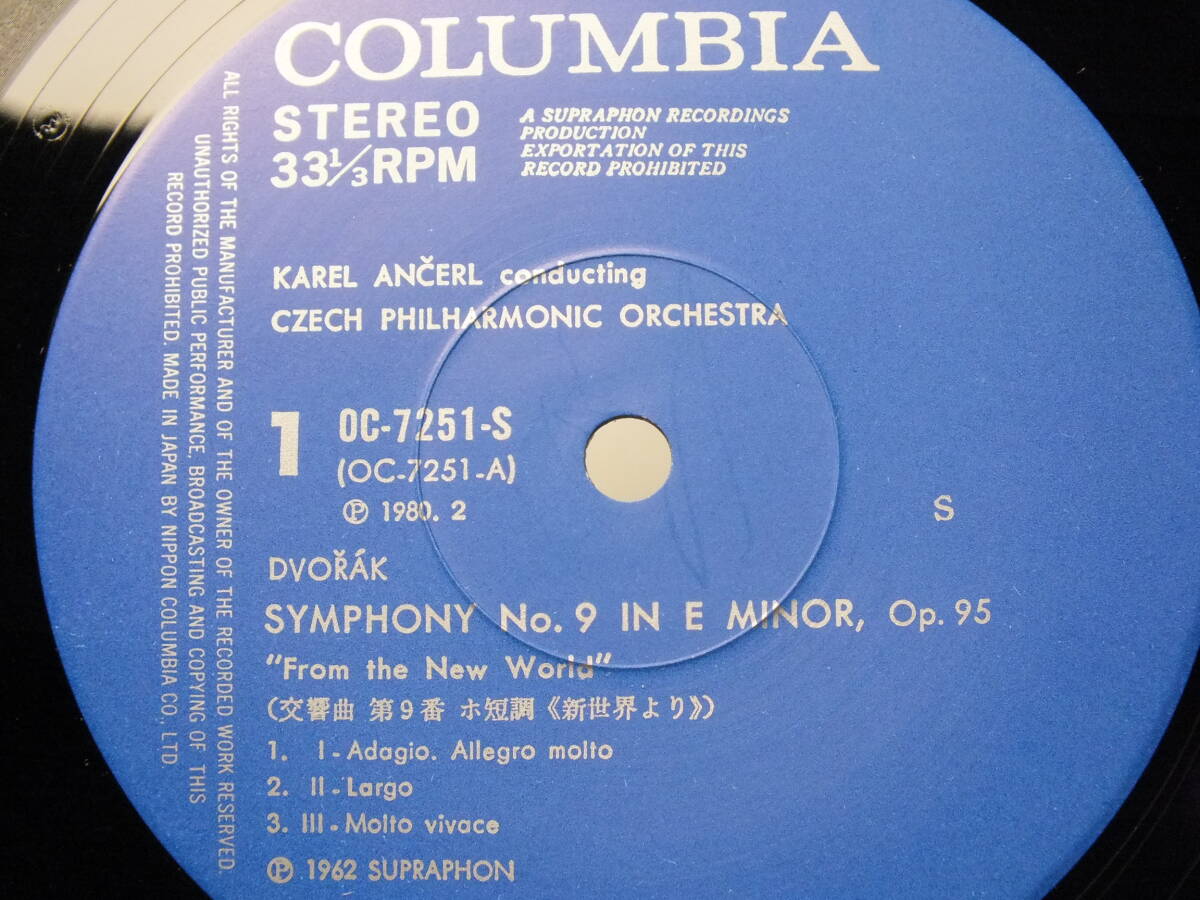 COLUMBIA
STEREO
33⅓RPM
A SUPRAPHON RECORDINGS
PRODUCTION
EXPORTATION OF THIS
RECORD PROHIBITED
KAREL ANČERL conducting
CZECH PHILHARMONIC ORCHESTRA
1
OC-7251-S
(OC-7251-A)
Ⓟ 1980. 2
S
DVOŘÁK
SYMPHONY No. 9 IN E MINOR, Op. 95
"From the New World"
(交響曲 第9番 ホ短調《新世界より》)
1. I - Adagio. Allegro molto
2. II - Largo
3. III - Molto vivace
Ⓟ 1962 SUPRAPHON
ALL RIGHTS OF THE MANUFACTURER AND OF THE OWNER OF THE RECORDED WORK RESERVED.
UNAUTHORIZED PUBLIC PERFORMANCE, BROADCASTING AND COPYING OF THIS
RECORD PROHIBITED. MADE IN JAPAN BY NIPPON COLUMBIA CO., LTD.